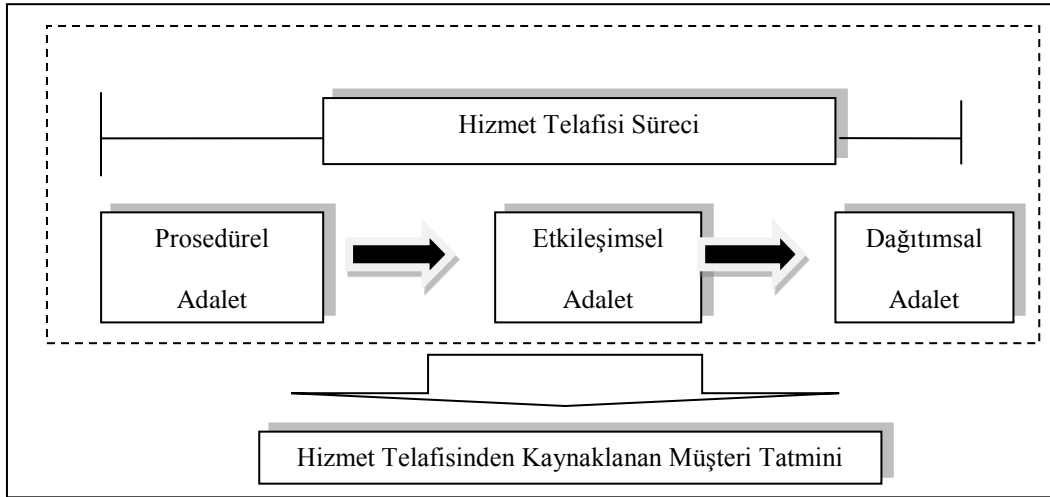 Hizmet Telafisi Süreci
Prosedürel
Adalet
Etkileşimsel
Adalet
Dağıtımsal
Adalet
Hizmet Telafisinden Kaynaklanan Müşteri Tatmini